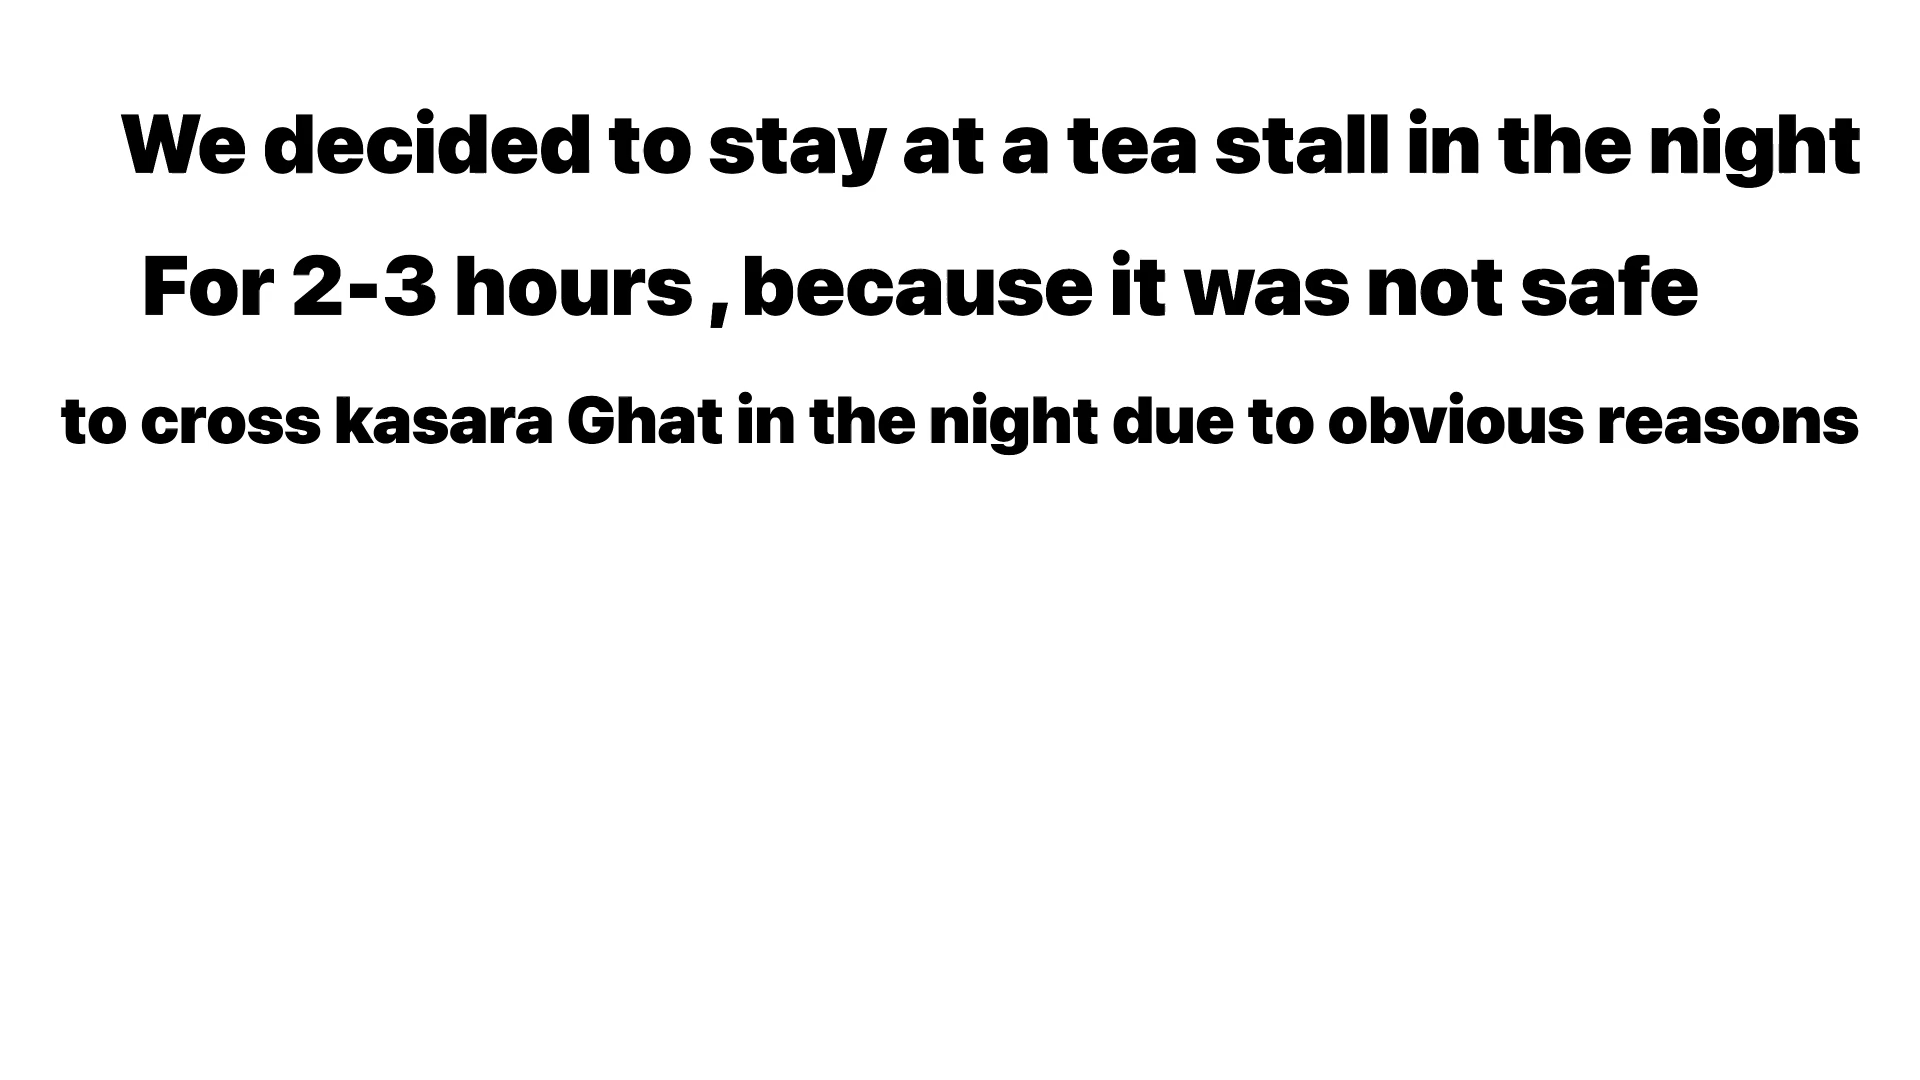 We decided to stay at a tea stall in the night
For 2-3 hours , because it was not safe
to cross kasara Ghat in the night due to obvious reasons